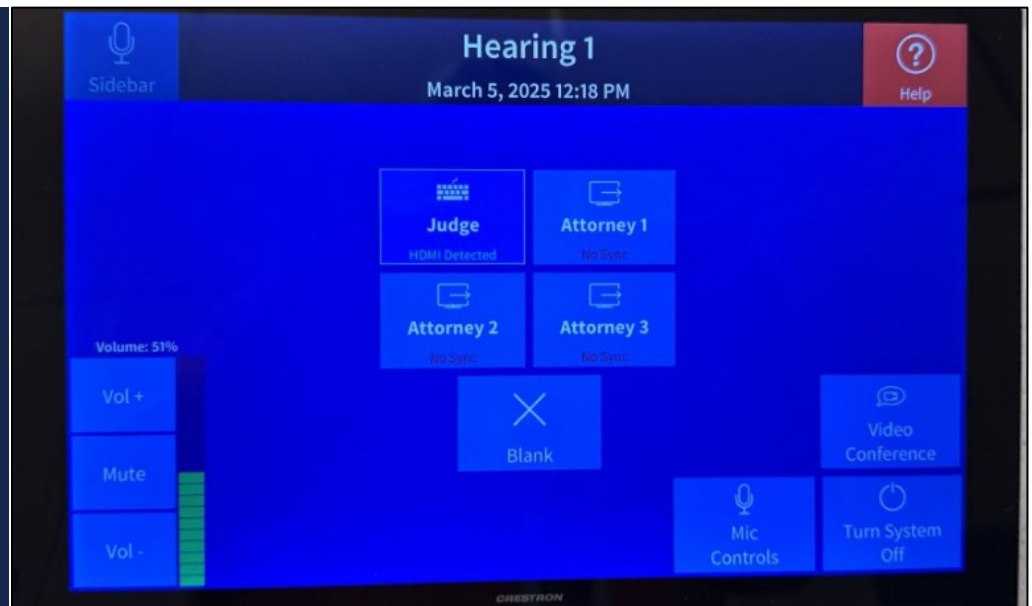 Sidebar
Hearing 1
March 5, 2025 12:18 PM
Help
Judge
HDMI Detected
Attorney 1
No Sync
Attorney 2
No Sync
Attorney 3
No Sync
Volume: 51%
Vol +
Mute
Vol -
Blank
Video
Conference
Mic
Controls
Turn System
Off
CRESTRON